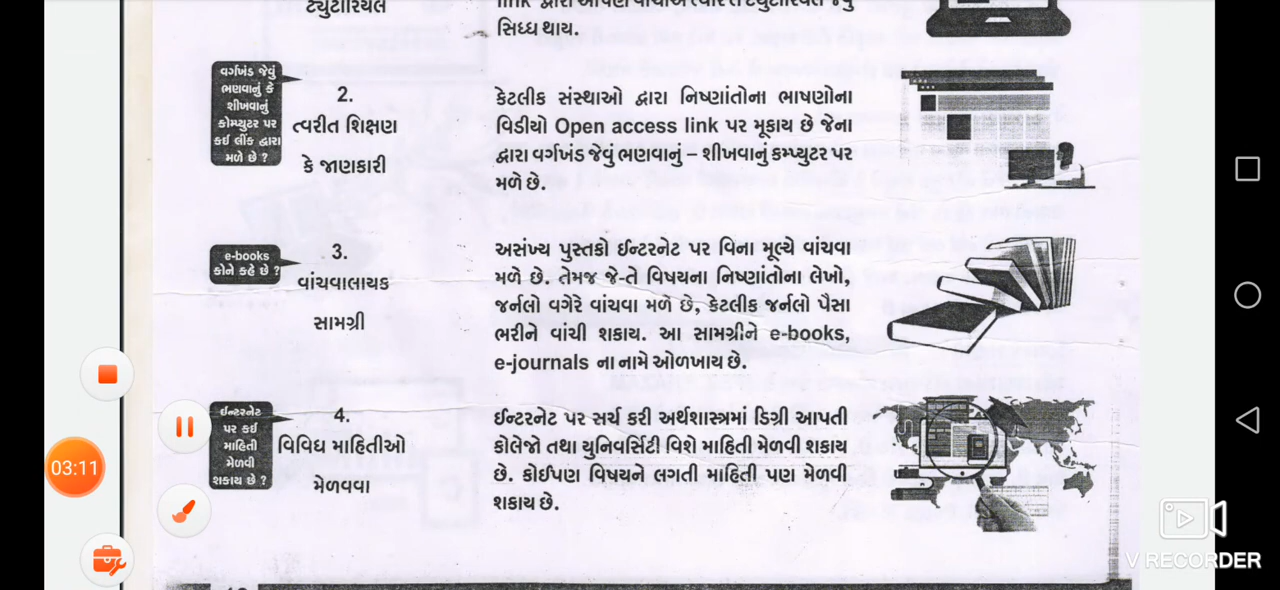 ટ્યુટોરિયલ
સિધ્ધ થાય.
વર્ગખંડ જેવું
ભણવાનું કે
શીખવાનું
કોમ્પ્યુટર પર
કઈ લીંક દ્વારા
મળે છે ?
2.
ત્વરીત શિક્ષણ
કે જાણકારી
કેટલીક સંસ્થાઓ દ્વારા નિષ્ણાંતોના ભાષણોના
વિડીયો Open access link પર મૂકાય છે જેના
દ્વારા વર્ગખંડ જેવું ભણવાનું – શીખવાનું કમ્પ્યુટર પર
મળે છે.
e-books
કોને કહે છે ?
3.
વાંચવાલાયક
સામગ્રી
અસંખ્ય પુસ્તકો ઈન્ટરનેટ પર વિના મૂલ્યે વાંચવા
મળે છે. તેમજ જે-તે વિષયના નિષ્ણાંતોના લેખો,
જર્નલો વગેરે વાંચવા મળે છે, કેટલીક જર્નલો પૈસા
ભરીને વાંચી શકાય. આ સામગ્રીને e-books,
e-journals ના નામે ઓળખાય છે.
ઈન્ટરનેટ
પર કઈ
માહિતી
મેળવી
શકાય છે ?
4.
વિવિધ માહિતીઓ
મેળવવા
ઈન્ટરનેટ પર સર્ચ કરી અર્થશાસ્ત્રમાં ડિગ્રી આપતી
કોલેજો તથા યુનિવર્સિટી વિશે માહિતી મેળવી શકાય
છે. કોઈપણ વિષયને લગતી માહિતી પણ મેળવી
શકાય છે.
03:11
V RECORDER